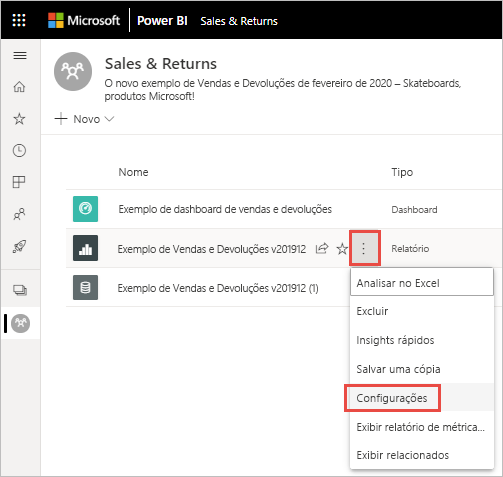 Microsoft Power BI Sales & Returns
Sales & Returns
O novo exemplo de Vendas e Devoluções de fevereiro de 2020 – Skateboards,
produtos Microsoft!
Novo
Nome Tipo
Exemplo de dashboard de vendas e devoluções Dashboard
Exemplo de Vendas e Devoluções v201912 Relatório
Exemplo de Vendas e Devoluções v201912 (1)
Analisar no Excel
Excluir
Insights rápidos
Salvar uma cópia
Configurações
Exibir relatório de métrica...
Exibir relacionados